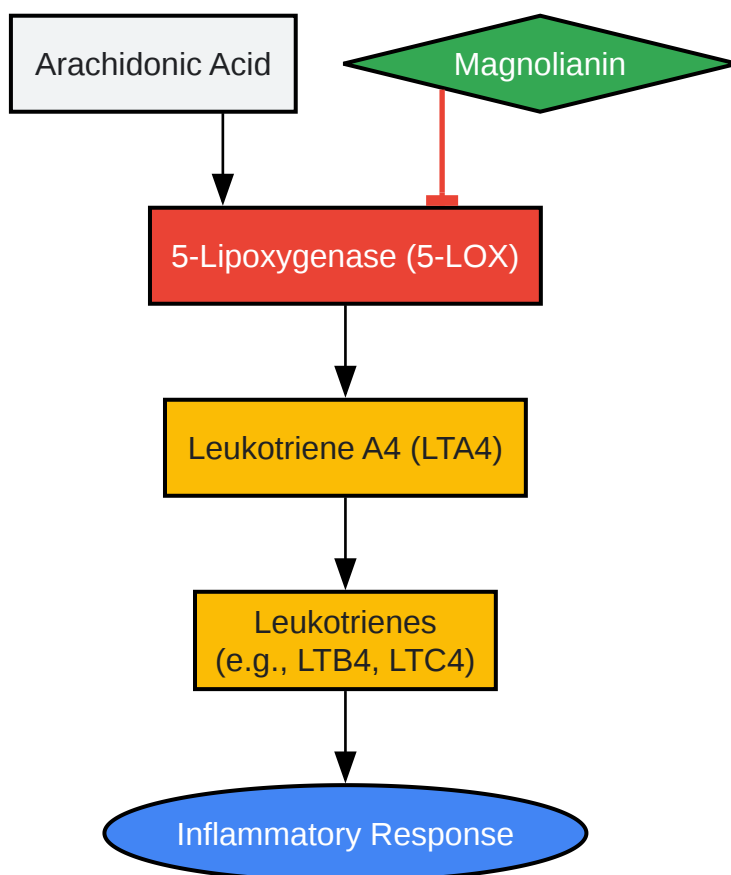 Arachidonic Acid
Magnolianin
5-Lipoxygenase (5-LOX)
Leukotriene A4 (LTA4)
Leukotrienes
(e.g., LTB4, LTC4)
Inflammatory Response